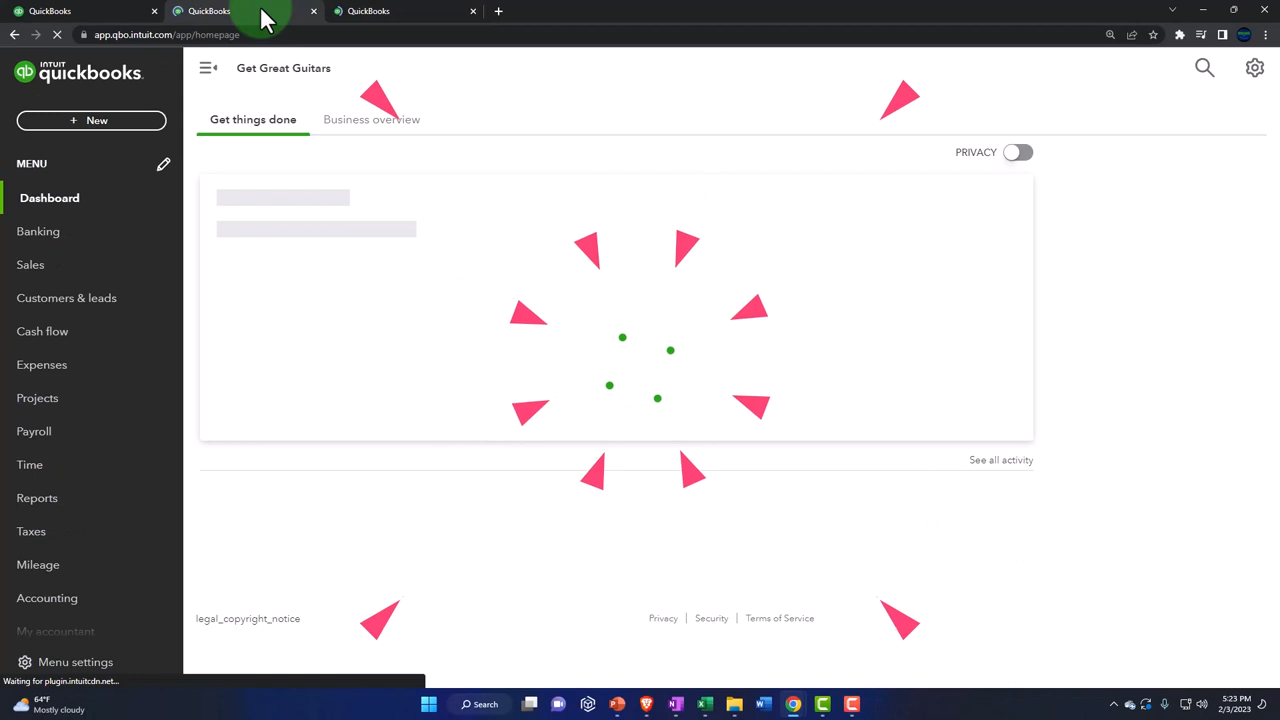 QuickBooks
QuickBooks
QuickBooks
app.qbo.intuit.com/app/homepage
INTUIT
quickbooks.
Get Great Guitars
+ New
Get things done
Business overview
PRIVACY
MENU
Dashboard
Banking
Sales
Customers & leads
Cash flow
Expenses
Projects
Payroll
Time
Reports
Taxes
Mileage
Accounting
My accountant
Menu settings
See all activity
legal_copyright_notice
Privacy
Security
Terms of Service
Waiting for plugin.intuitcdn.net...
64°F
Mostly cloudy
Search
5:23 PM
2/3/2023